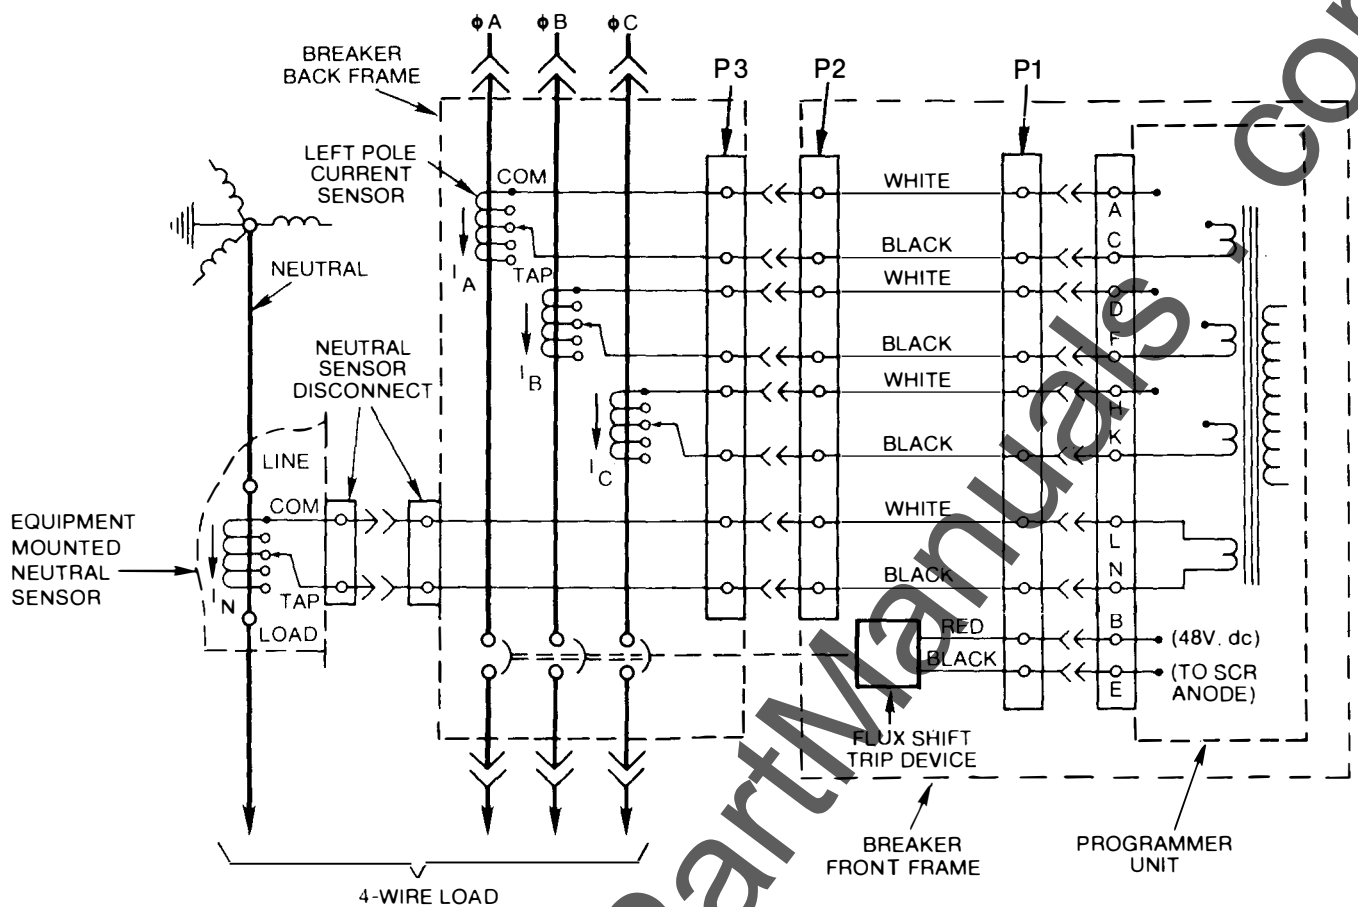 ϕA ϕB ϕC
BREAKER
BACK FRAME
P3 P2 P1
LEFT POLE
CURRENT
SENSOR
COM
TAP
I A
I B
I C
NEUTRAL
NEUTRAL
SENSOR
DISCONNECT
LINE
COM
TAP
I N
LOAD
EQUIPMENT
MOUNTED
NEUTRAL
SENSOR
WHITE
BLACK
WHITE
BLACK
WHITE
BLACK
WHITE
BLACK
RED
BLACK
A
C
D
F
H
K
L
N
B
E
(48V. dc)
(TO SCR
ANODE)
FLUX SHIFT
TRIP DEVICE
BREAKER
FRONT FRAME
PROGRAMMER
UNIT
4-WIRE LOAD
PartManuals . com